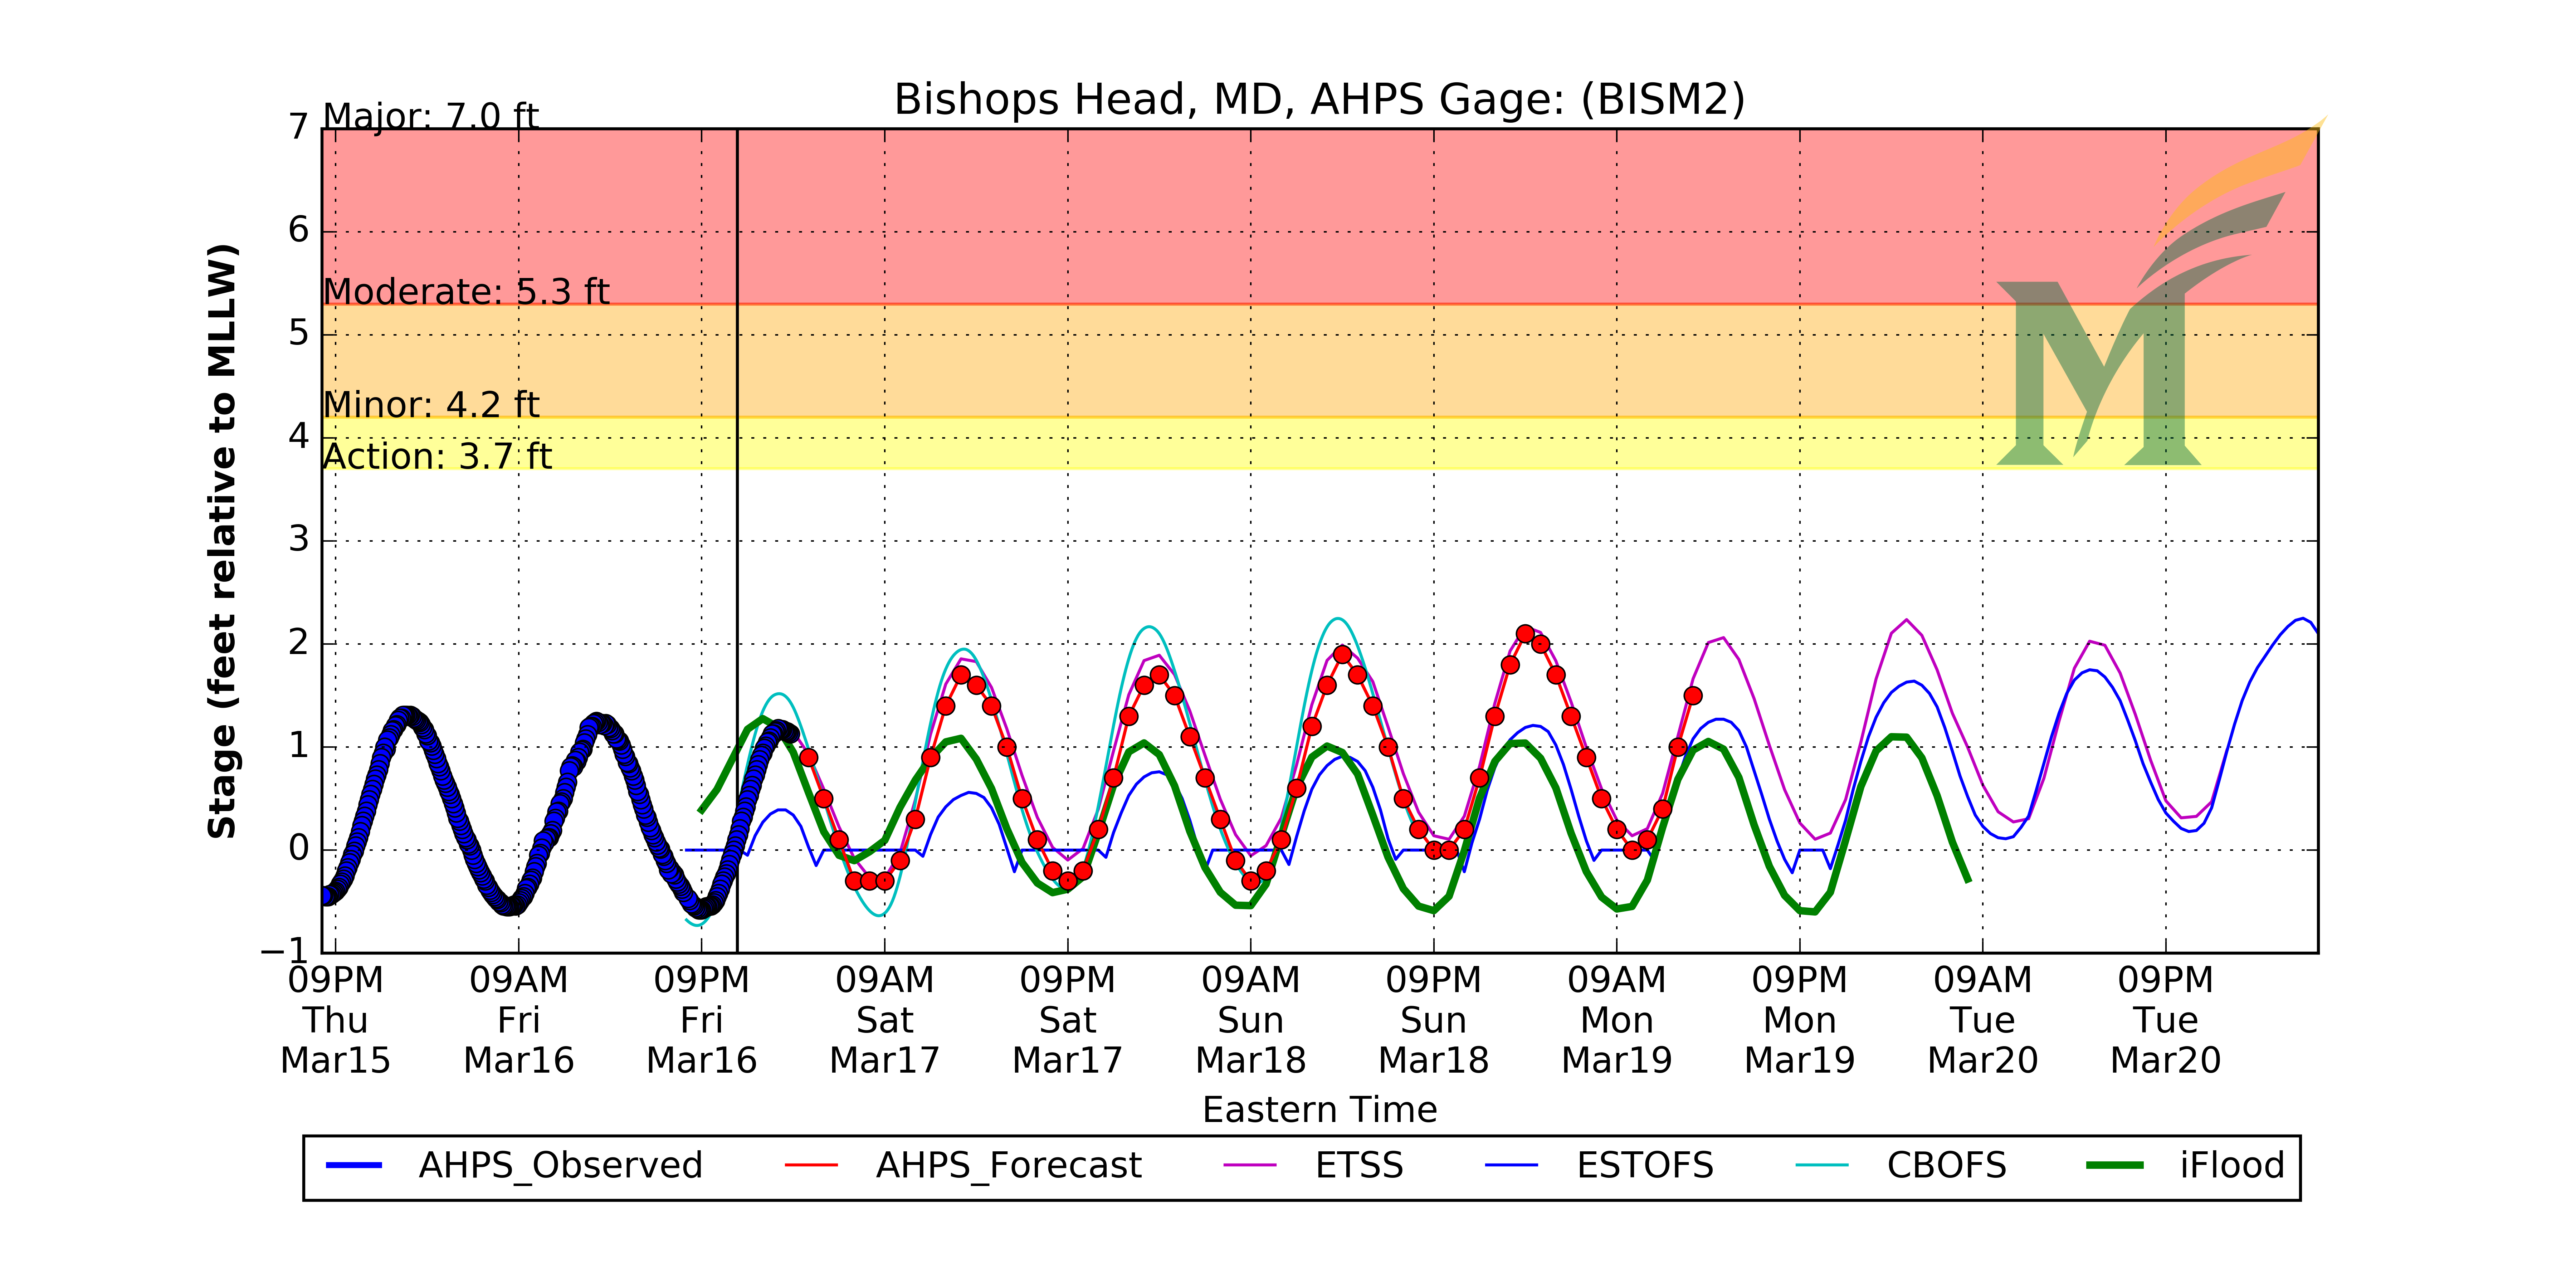 Bishops Head, MD, AHPS Gage: (BISM2)
Major: 7.0 ft
Moderate: 5.3 ft
Minor: 4.2 ft
Action: 3.7 ft
7
6
5
4
3
2
1
0
−1
Stage (feet relative to MLLW)
09PM 09AM 09PM 09AM 09PM 09AM 09PM 09AM 09PM 09AM 09PM
Thu Fri Fri Sat Sat Sun Sun Mon Mon Tue Tue
Mar15 Mar16 Mar16 Mar17 Mar17 Mar18 Mar18 Mar19 Mar19 Mar20 Mar20
Eastern Time
AHPS_Observed AHPS_Forecast ETSS ESTOFS CBOFS iFlood
M